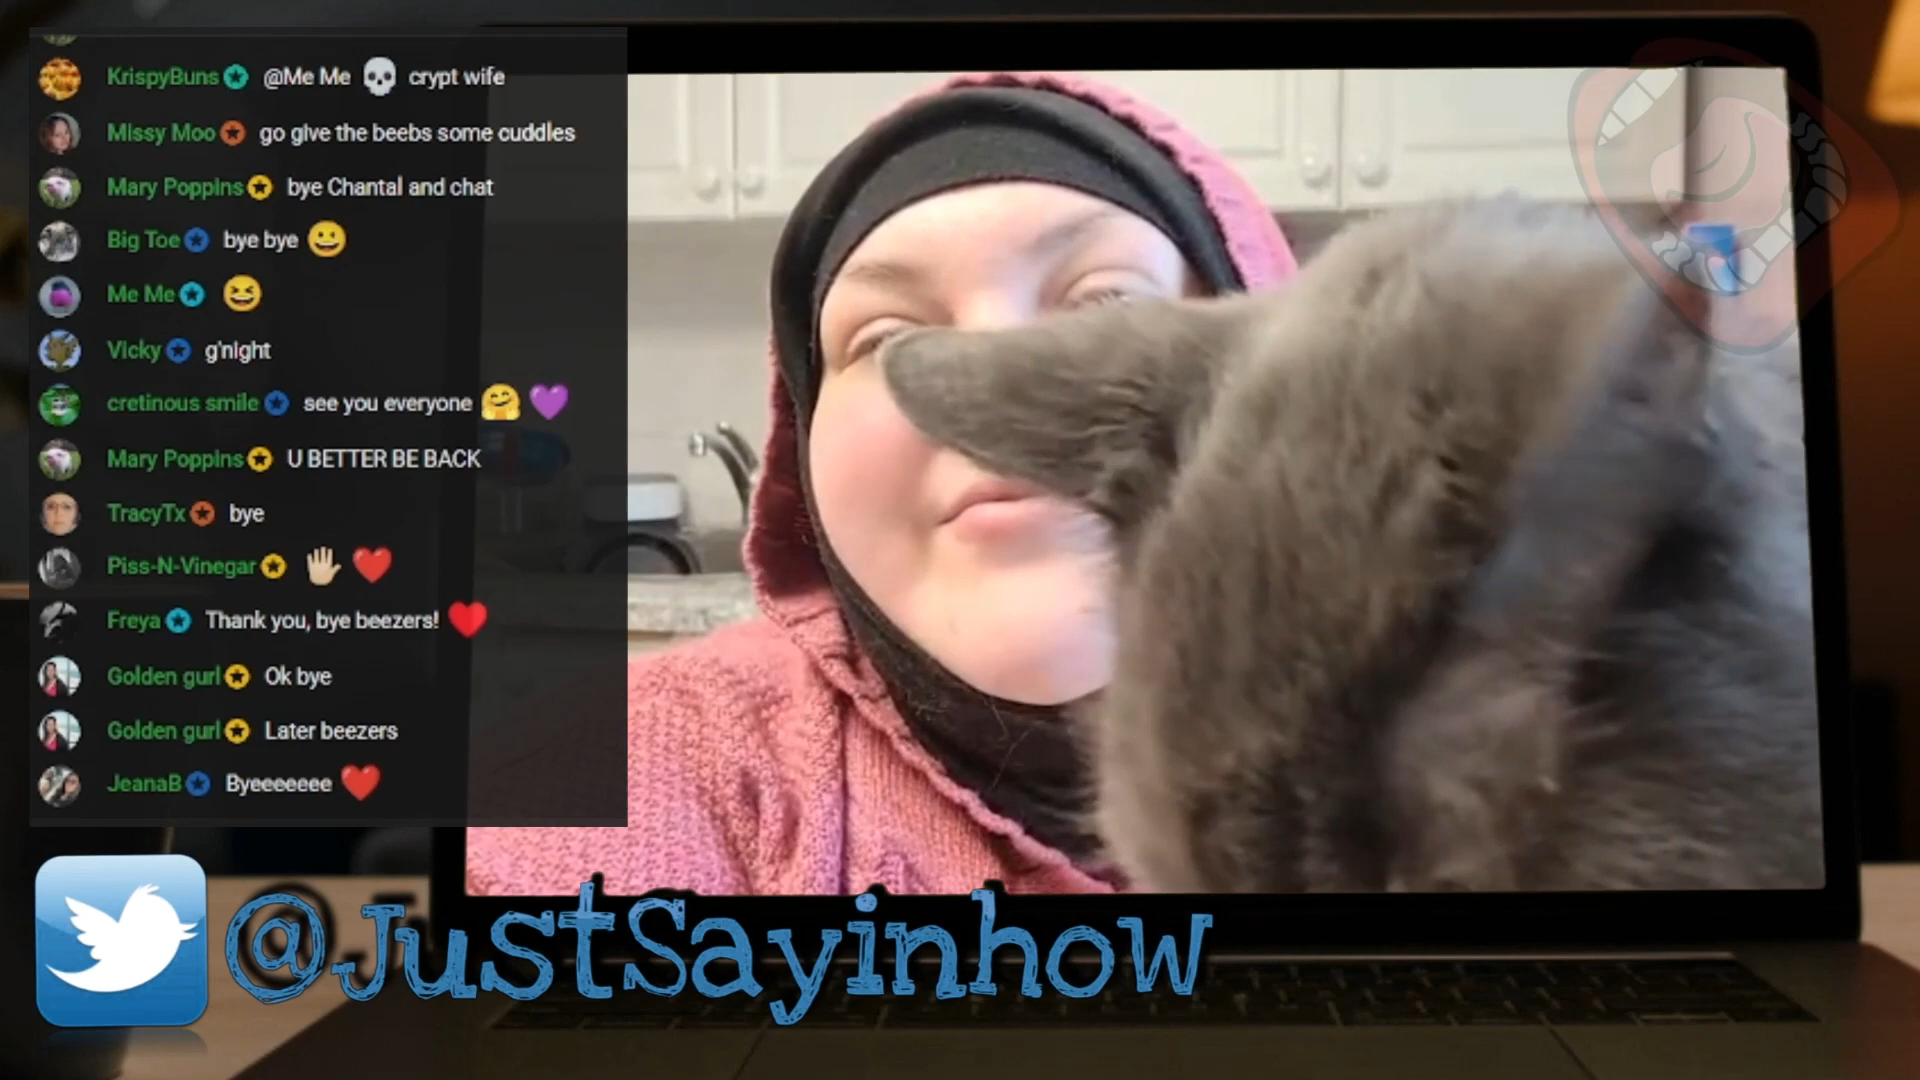 KrispyBuns @Me Me 💀 crypt wife
Missy Moo go give the beebs some cuddles
Mary Poppins bye Chantal and chat
Big Toe bye bye 😀
Me Me 😆
Vicky g'night
cretinous smile see you everyone 🤗 💜
Mary Poppins U BETTER BE BACK
TracyTx bye
Piss-N-Vinegar 🤚🏼 ❤️
Freya Thank you, bye beezers! ❤️
Golden gurl Ok bye
Golden gurl Later beezers
JeanaB Byeeeeeee ❤️
@JustSayinhow